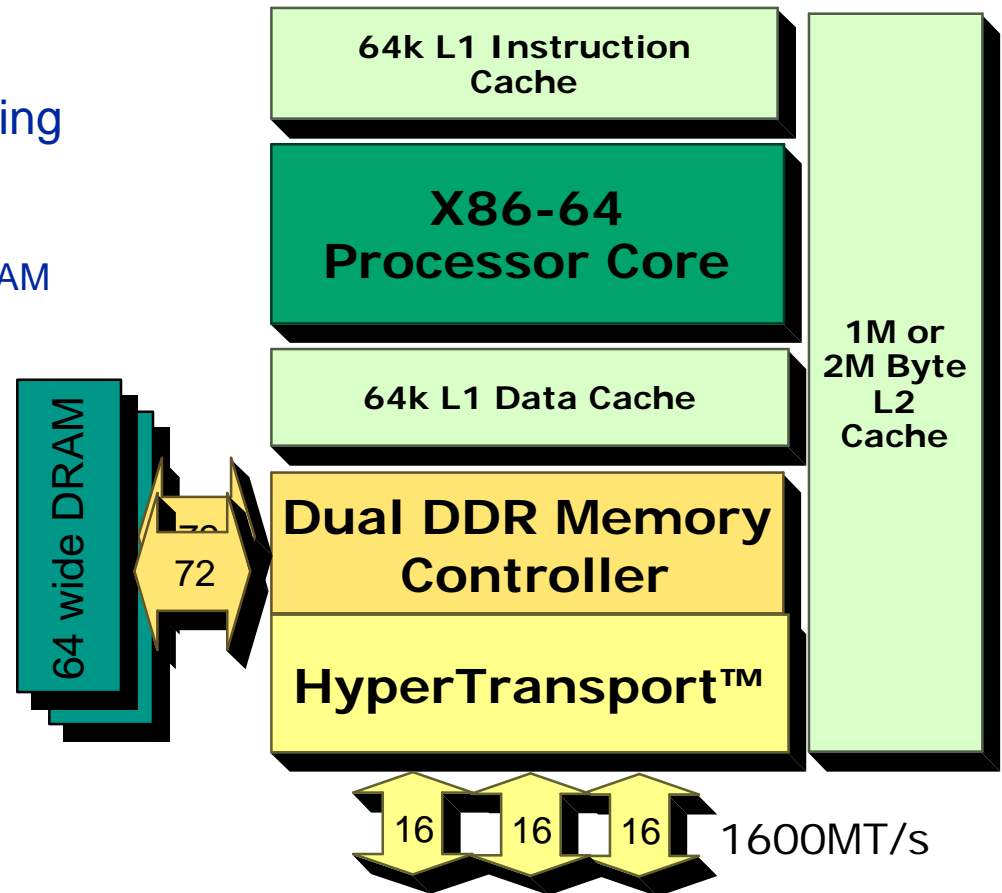 64k L1 Instruction
Cache
ing
X86-64
Processor Core
AM
1M or
2M Byte
L2
Cache
64k L1 Data Cache
64 wide DRAM
72
72
Dual DDR Memory
Controller
HyperTransport™
16
16
16
1600MT/s